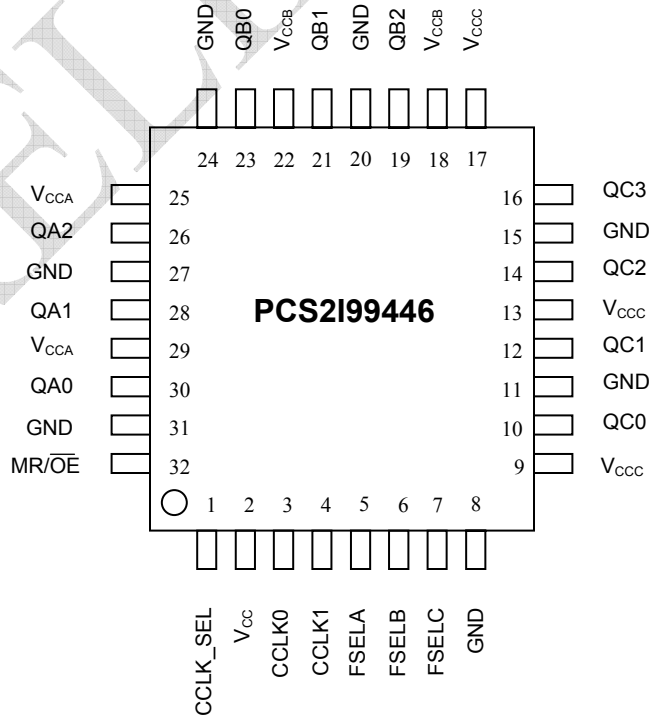 GND QB0 VCCB QB1 GND QB2 VCCB VCCC
24 23 22 21 20 19 18 17
VCCA 25 16 QC3
QA2 26 15 GND
GND 27 14 QC2
QA1 28 PCS2I99446 13 VCCC
VCCA 29 12 QC1
QA0 30 11 GND
GND 31 10 QC0
MR/O̅E̅ 32 9 VCCC
1 2 3 4 5 6 7 8
CCLK_SEL VCC CCLK0 CCLK1 FSELA FSELB FSELC GND